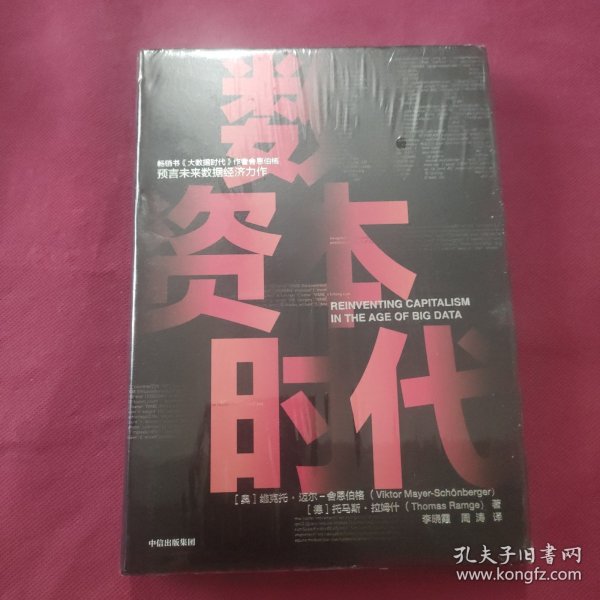 数
畅销书《大数据时代》作者舍恩伯格
预言未来数据经济力作
资本
REINVENTING CAPITALISM
IN THE AGE OF BIG DATA
时代
[奥] 维克托·迈尔－舍恩伯格（Viktor Mayer-Schönberger）
[德] 托马斯·拉姆什（Thomas Ramge） 著
李晓霞 周涛 译
中信出版集团
孔夫子旧书网
www.kongfz.com